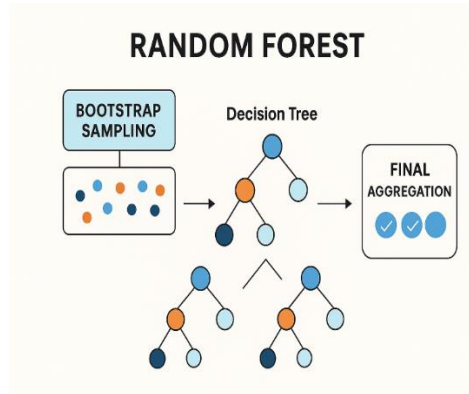 RANDOM FOREST
BOOTSTRAP
SAMPLING
Decision Tree
FINAL
AGGREGATION